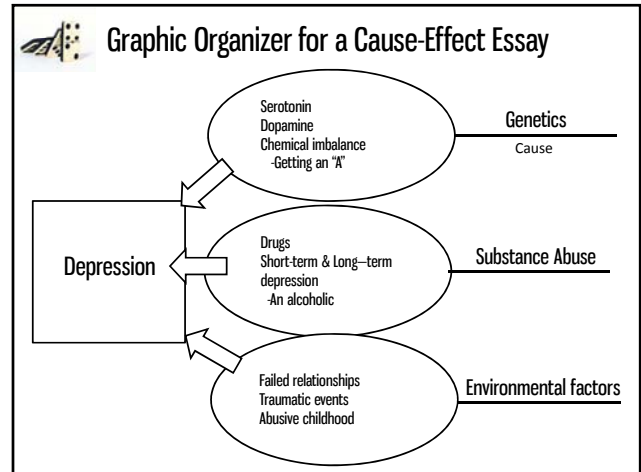 Graphic Organizer for a Cause-Effect Essay
Serotonin
Dopamine
Chemical imbalance
-Getting an “A”
Genetics
Cause
Depression
Drugs
Short-term & Long–term
depression
-An alcoholic
Substance Abuse
Failed relationships
Traumatic events
Abusive childhood
Environmental factors